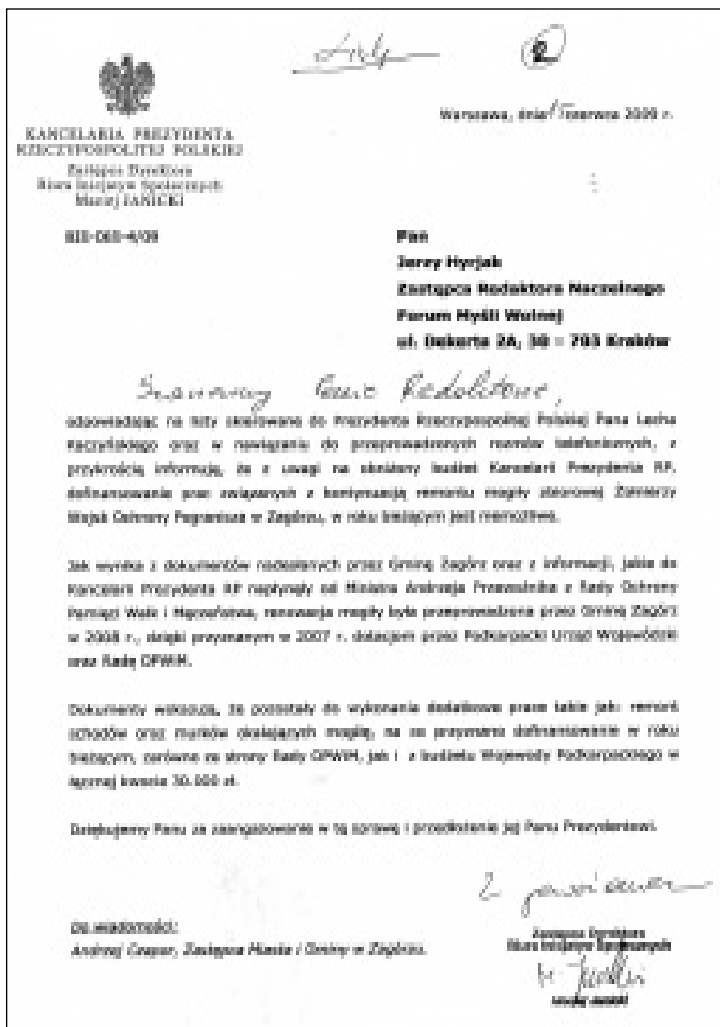 Warszawa, dnia 15 czerwca 2009 r.
KANCELARIA PREZYDENTA
RZECZYPOSPOLITEJ POLSKIEJ
Zastępca Dyrektora
Biura Inicjatyw Społecznych
Maciej JANICKI
Pan
Jerzy Hyrjak
Zastępca Redaktora Naczelnego
Forum Myśli Wolnej
ul. Dekerta 2A, 30 - 703 Kraków
Szanowny Panie Redaktorze,
odpowiadając na listy skierowane do Prezydenta Rzeczypospolitej Polskiej Pana Lecha
Kaczyńskiego oraz w nawiązaniu do przeprowadzonych rozmów telefonicznych, z
przykrością informuję, że z uwagi na obniżony budżet Kancelarii Prezydenta RP,
dofinansowanie prac związanych z kontynuacją remontu mogiły zbiorowej Żołnierzy
Wojsk Ochrony Pogranicza w Zagórzu, w roku bieżącym jest niemożliwe.
Jak wynika z dokumentów nadesłanych przez Gminę Zagórz oraz z informacji, jakie do
Kancelarii Prezydenta RP napłynęły od Ministra Andrzeja Przewoźnika z Rady Ochrony
Pamięci Walk i Męczeństwa, renowacja mogiły była przeprowadzona przez Gminę Zagórz
w 2008 r., dzięki przyznanym w 2007 r. dotacjom przez Podkarpacki Urząd Wojewódzki
oraz Radę OPWiM.
Dokumenty wskazują, że pozostały do wykonania dodatkowe prace takie jak: remont
schodów oraz murków okalających mogiłę, na co przyznano dofinansowanie w roku
bieżącym, zarówno ze strony Rady OPWiM, jak i z budżetu Wojewody Podkarpackiego w
łącznej kwocie 30.000 zł.
Dziękujemy Panu za zaangażowanie w tę sprawę i przedłożenie jej Panu Prezydentowi.
Do wiadomości:
Andrzej Czapor, Zastępca Miasta i Gminy w Zagórzu.
Zastępca Dyrektora
Biura Inicjatyw Społecznych
Maciej Janicki